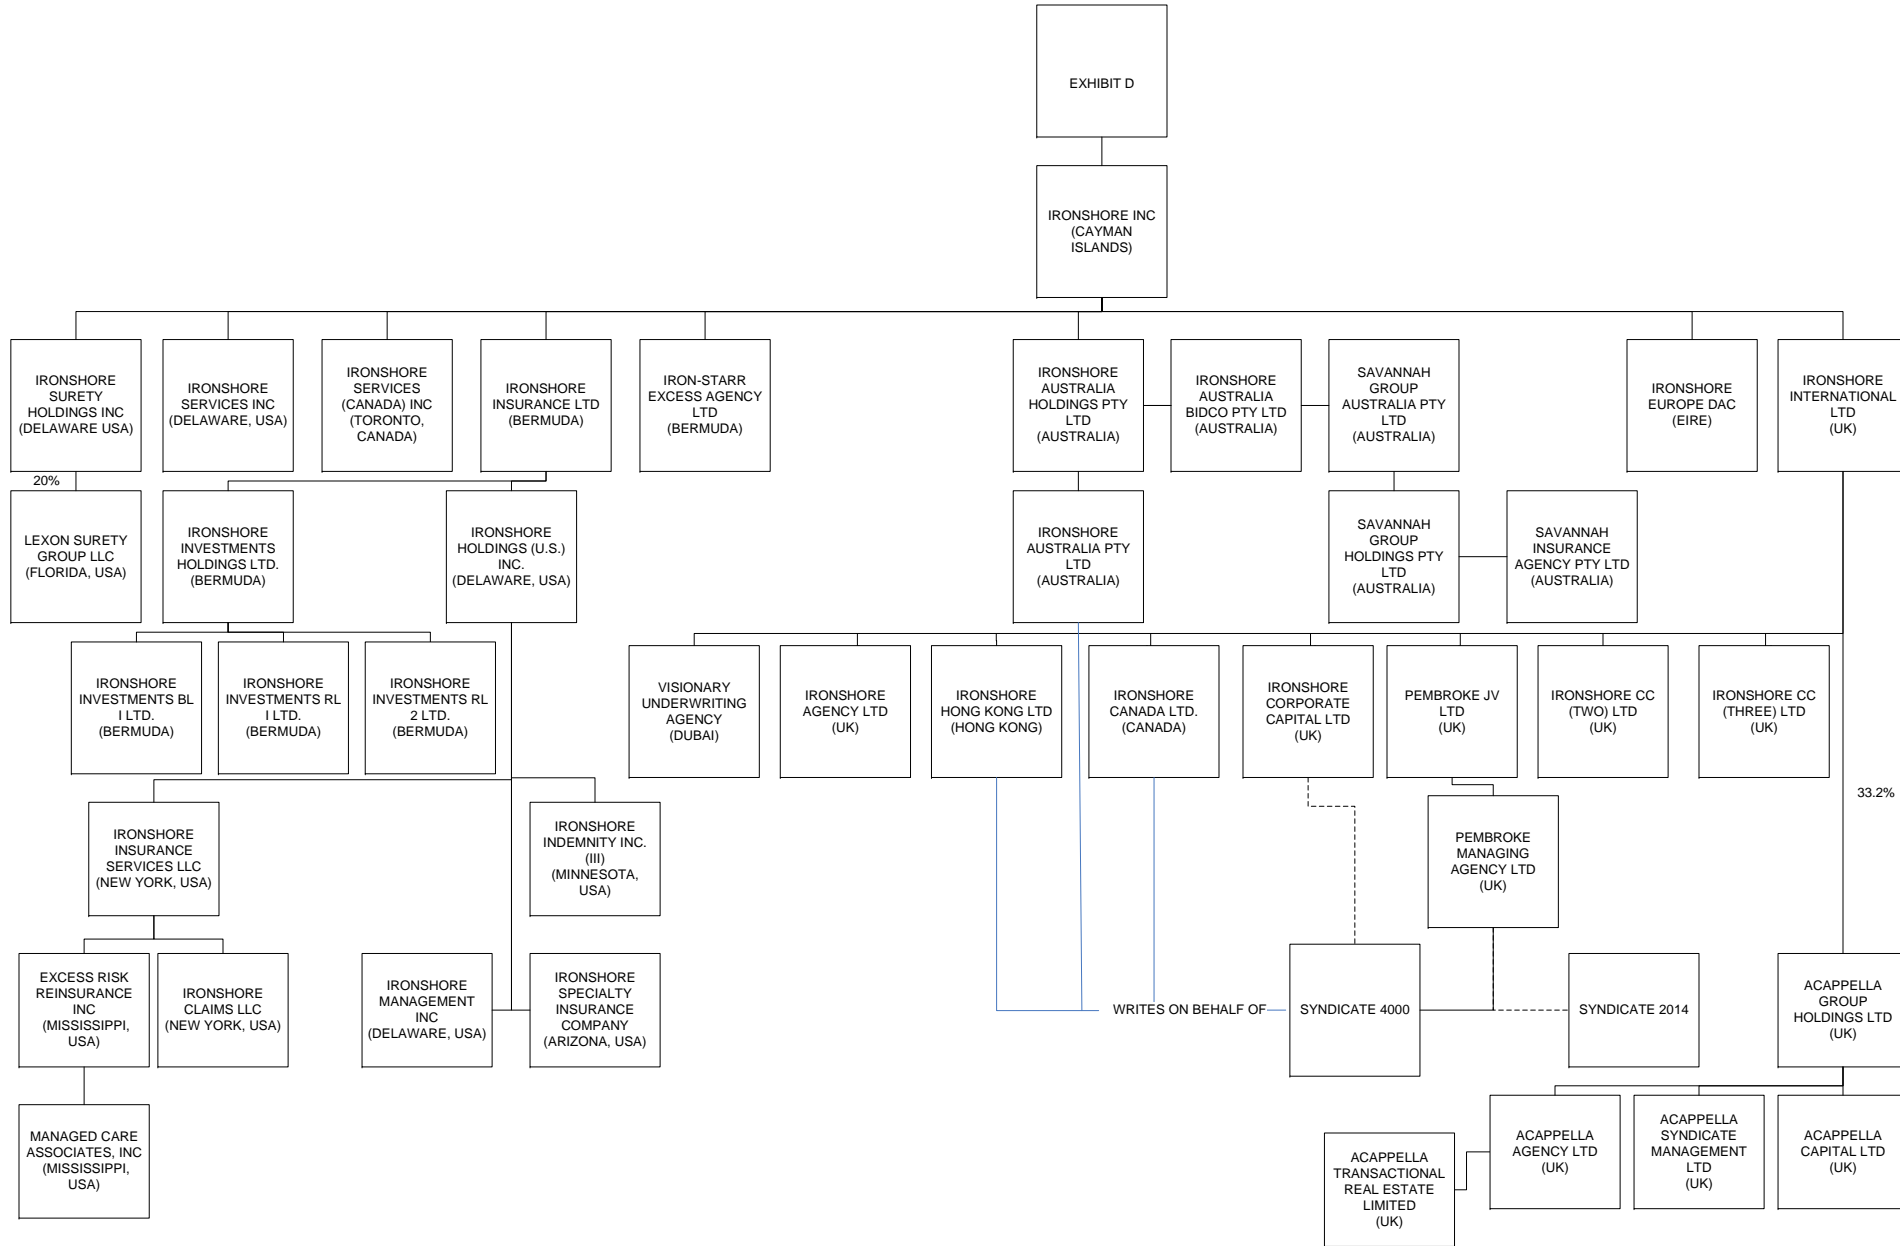 EXHIBIT D
IRONSHORE INC
(CAYMAN
ISLANDS)
IRONSHORE
SURETY
HOLDINGS INC
(DELAWARE USA)
IRONSHORE
SERVICES INC
(DELAWARE, USA)
IRONSHORE
SERVICES
(CANADA) INC
(TORONTO,
CANADA)
IRONSHORE
INSURANCE LTD
(BERMUDA)
IRON-STARR
EXCESS AGENCY
LTD
(BERMUDA)
IRONSHORE
AUSTRALIA
HOLDINGS PTY
LTD
(AUSTRALIA)
IRONSHORE
AUSTRALIA
BIDCO PTY LTD
(AUSTRALIA)
SAVANNAH
GROUP
AUSTRALIA PTY
LTD
(AUSTRALIA)
IRONSHORE
EUROPE DAC
(EIRE)
IRONSHORE
INTERNATIONAL
LTD
(UK)
20%
LEXON SURETY
GROUP LLC
(FLORIDA, USA)
IRONSHORE
INVESTMENTS
HOLDINGS LTD.
(BERMUDA)
IRONSHORE
HOLDINGS (U.S.)
INC.
(DELAWARE, USA)
IRONSHORE
AUSTRALIA PTY
LTD
(AUSTRALIA)
SAVANNAH
GROUP
HOLDINGS PTY
LTD
(AUSTRALIA)
SAVANNAH
INSURANCE
AGENCY PTY LTD
(AUSTRALIA)
IRONSHORE
INVESTMENTS BL
I LTD.
(BERMUDA)
IRONSHORE
INVESTMENTS RL
I LTD.
(BERMUDA)
IRONSHORE
INVESTMENTS RL
2 LTD.
(BERMUDA)
VISIONARY
UNDERWRITING
AGENCY
(DUBAI)
IRONSHORE
AGENCY LTD
(UK)
IRONSHORE
HONG KONG LTD
(HONG KONG)
IRONSHORE
CANADA LTD.
(CANADA)
IRONSHORE
CORPORATE
CAPITAL LTD
(UK)
PEMBROKE JV
LTD
(UK)
IRONSHORE CC
(TWO) LTD
(UK)
IRONSHORE CC
(THREE) LTD
(UK)
33.2%
IRONSHORE
INSURANCE
SERVICES LLC
(NEW YORK, USA)
IRONSHORE
INDEMNITY INC.
(III)
(MINNESOTA,
USA)
PEMBROKE
MANAGING
AGENCY LTD
(UK)
EXCESS RISK
REINSURANCE
INC
(MISSISSIPPI,
USA)
IRONSHORE
CLAIMS LLC
(NEW YORK, USA)
IRONSHORE
MANAGEMENT
INC
(DELAWARE, USA)
IRONSHORE
SPECIALTY
INSURANCE
COMPANY
(ARIZONA, USA)
WRITES ON BEHALF OF
SYNDICATE 4000
SYNDICATE 2014
ACAPPELLA
GROUP
HOLDINGS LTD
(UK)
MANAGED CARE
ASSOCIATES, INC
(MISSISSIPPI,
USA)
ACAPPELLA
TRANSACTIONAL
REAL ESTATE
LIMITED
(UK)
ACAPPELLA
AGENCY LTD
(UK)
ACAPPELLA
SYNDICATE
MANAGEMENT
LTD
(UK)
ACAPPELLA
CAPITAL LTD
(UK)